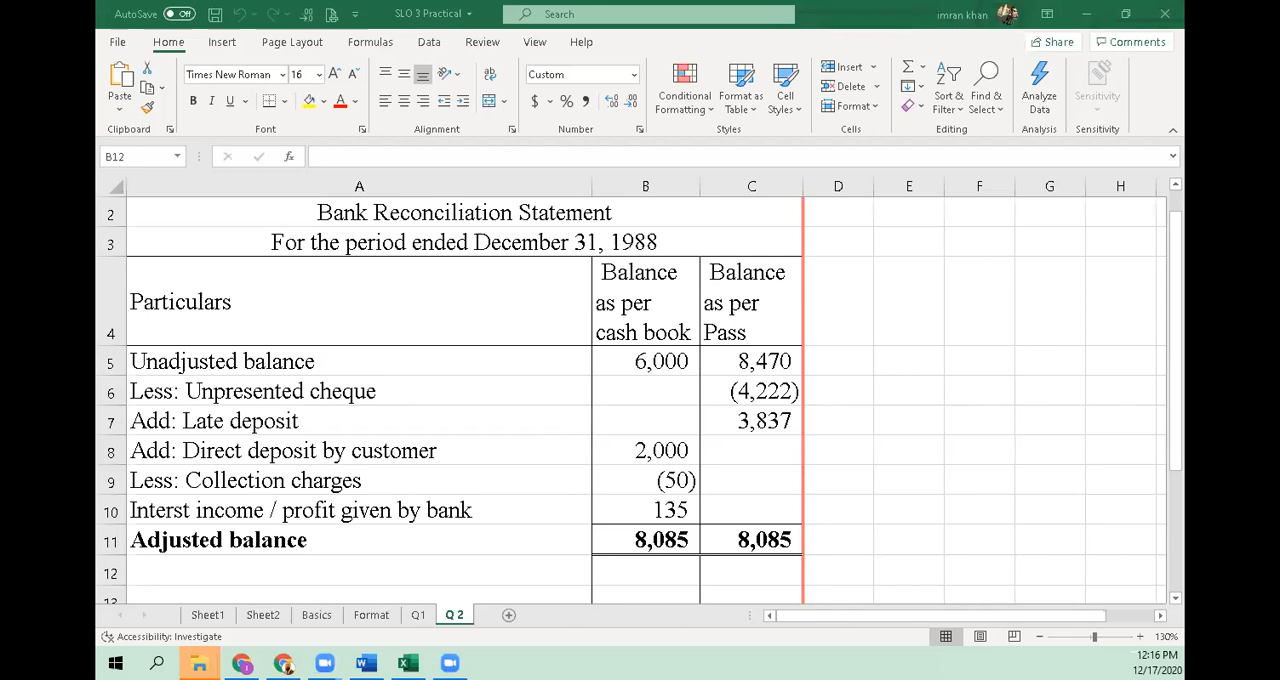 AutoSave Off SLO 3 Practical Search imran khan
File Home Insert Page Layout Formulas Data Review View Help Share Comments
Times New Roman 16 Custom Insert
Paste B I U $ % Conditional Formatting Format as Table Cell Styles Delete Format Sort & Filter Find & Select Analyze Data Sensitivity
Clipboard Font Alignment Number Styles Cells Editing Analysis Sensitivity
B12 fx
A B C D E F G H
2 Bank Reconciliation Statement
3 For the period ended December 31, 1988
4 Particulars Balance as per cash book Balance as per Pass
5 Unadjusted balance 6,000 8,470
6 Less: Unpresented cheque (4,222)
7 Add: Late deposit 3,837
8 Add: Direct deposit by customer 2,000
9 Less: Collection charges (50)
10 Interst income / profit given by bank 135
11 Adjusted balance 8,085 8,085
12
13
Sheet1 Sheet2 Basics Format Q1 Q 2
Accessibility: Investigate 130%
12:16 PM
12/17/2020